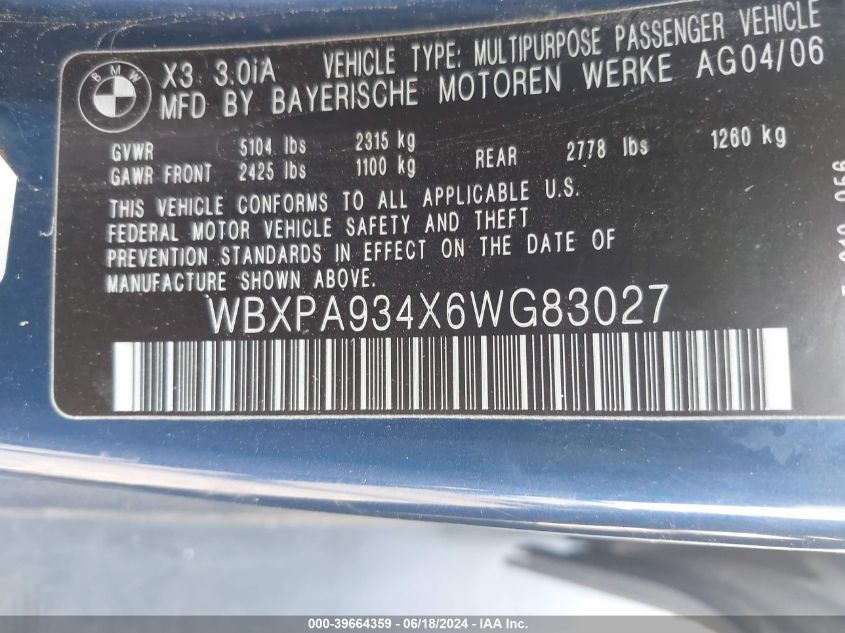 BMW
X3 3.0iA VEHICLE TYPE: MULTIPURPOSE PASSENGER VEHICLE
MFD BY BAYERISCHE MOTOREN WERKE AG04/06
GVWR 5104 lbs 2315 kg
GAWR FRONT 2425 lbs 1100 kg REAR 2778 lbs 1260 kg
THIS VEHICLE CONFORMS TO ALL APPLICABLE U.S.
FEDERAL MOTOR VEHICLE SAFETY AND THEFT
PREVENTION STANDARDS IN EFFECT ON THE DATE OF
MANUFACTURE SHOWN ABOVE.
WBXPA934X6WG83027
000-39664359 - 06/18/2024 - IAA Inc.